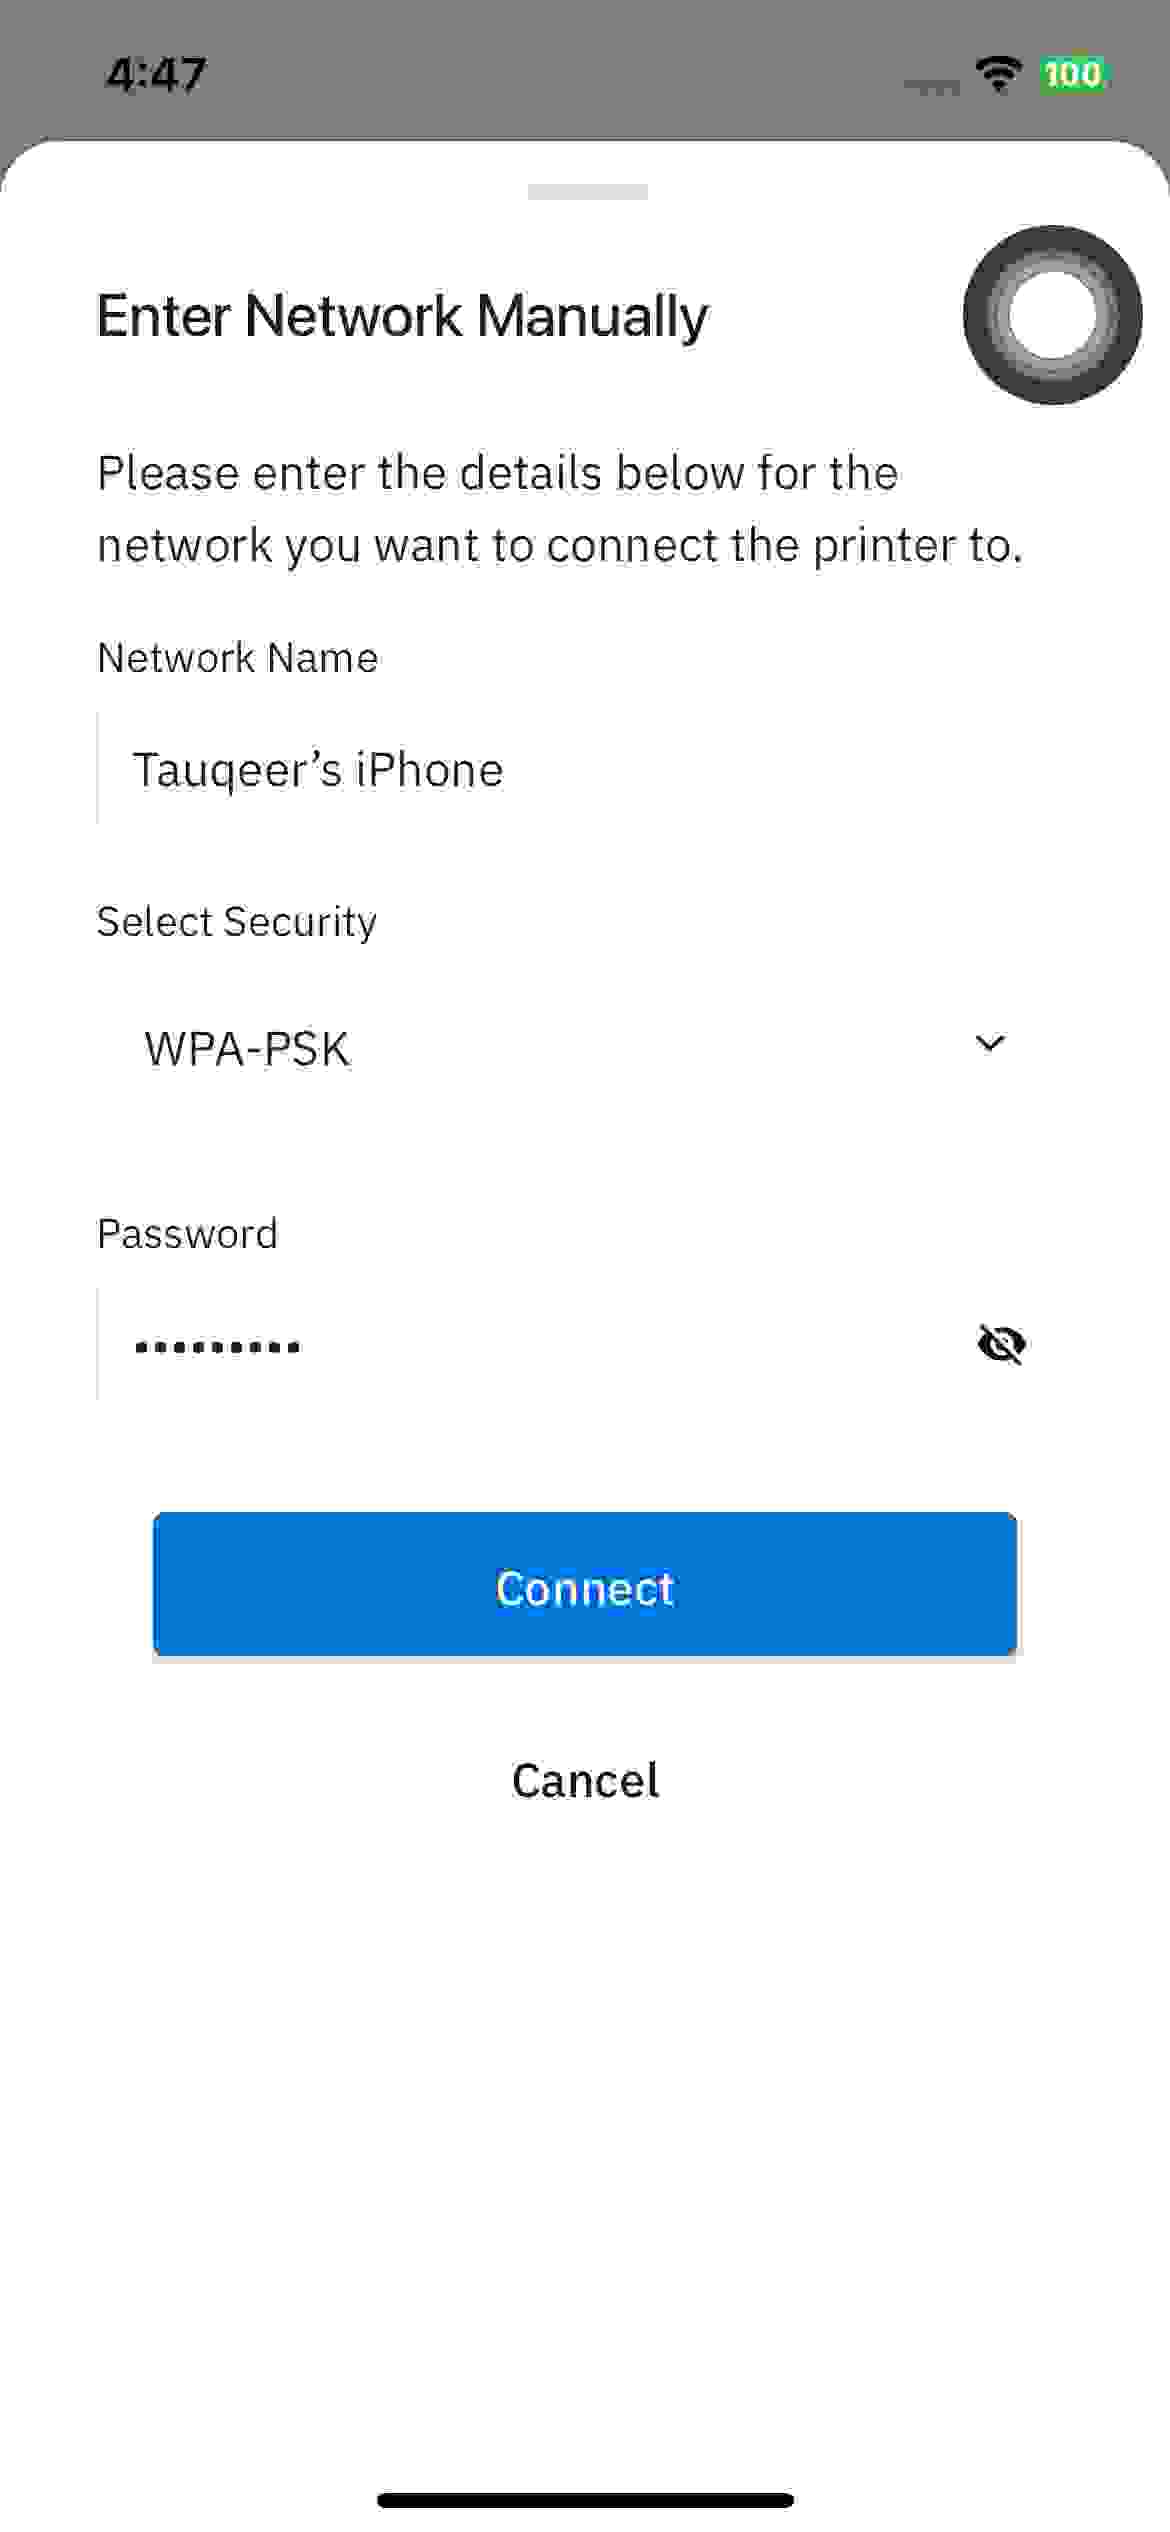 4:47
100
Enter Network Manually
Please enter the details below for the
network you want to connect the printer to.
Network Name
Tauqeer’s iPhone
Select Security
WPA-PSK
Password
•••••••••
Connect
Cancel